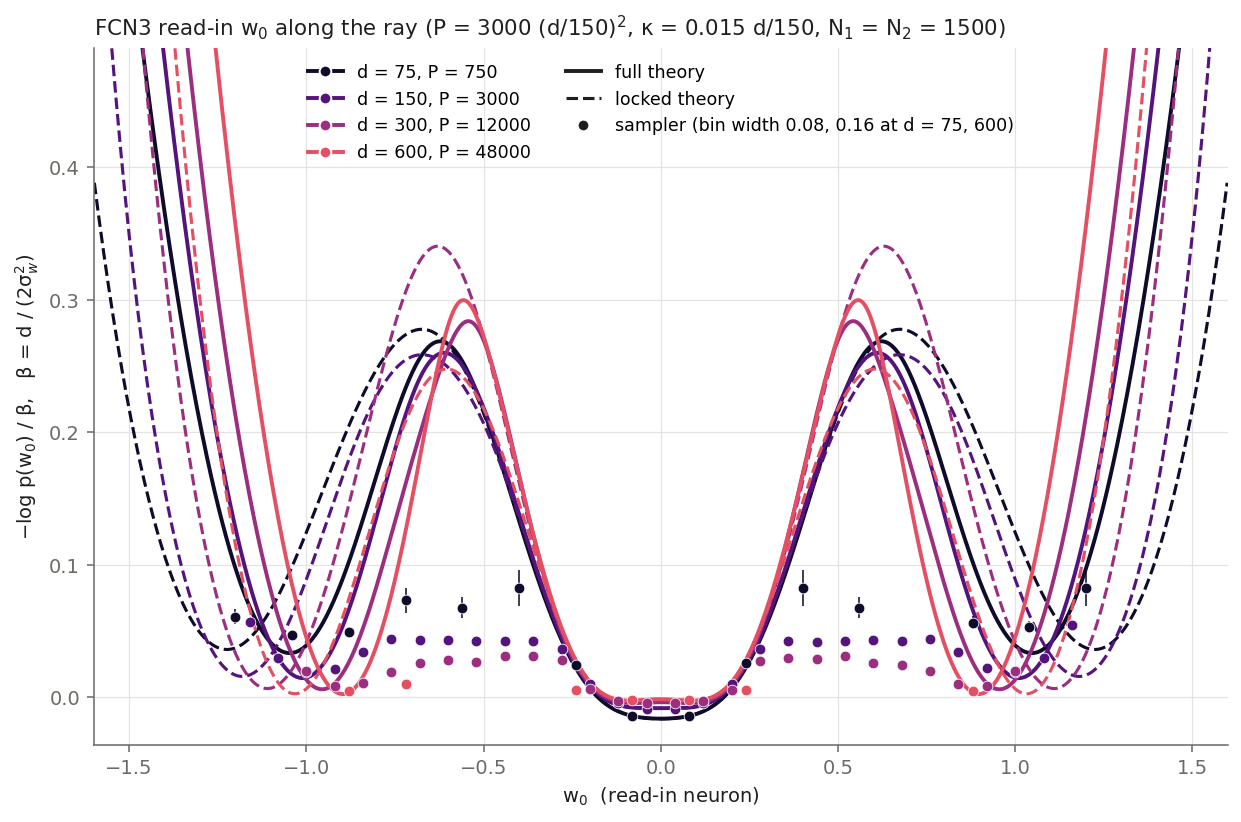 FCN3 read-in w₀ along the ray (P = 3000 (d/150)², κ = 0.015 d/150, N₁ = N₂ = 1500)
d = 75, P = 750
d = 150, P = 3000
d = 300, P = 12000
d = 600, P = 48000
full theory
locked theory
sampler (bin width 0.08, 0.16 at d = 75, 600)
−log p(w₀) / β,   β = d / (2σ²w)
0.4
0.3
0.2
0.1
0.0
−1.5 −1.0 −0.5 0.0 0.5 1.0 1.5
w₀  (read-in neuron)